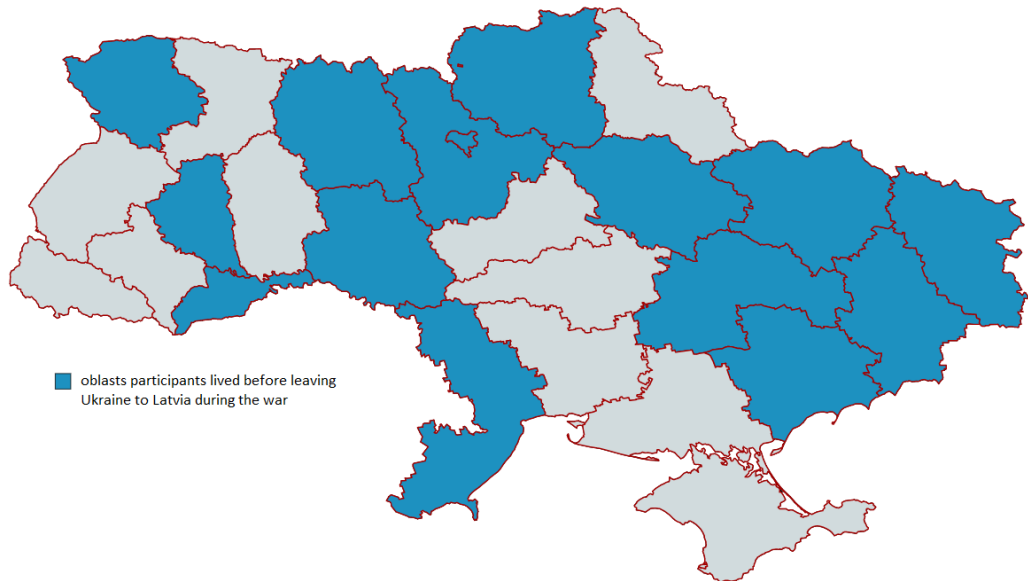 oblasts participants lived before leaving
Ukraine to Latvia during the war